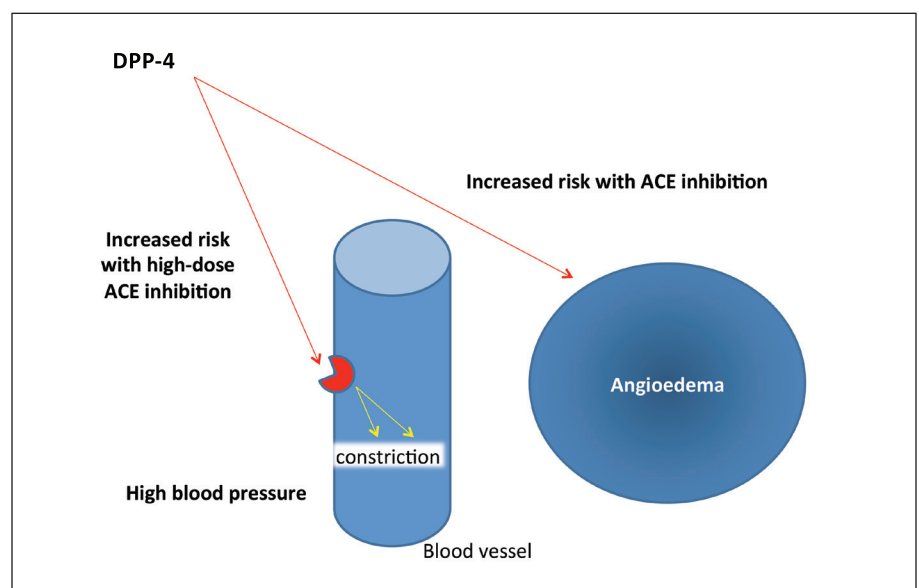 DPP-4
Increased risk with ACE inhibition
Increased risk
with high-dose
ACE inhibition
Angioedema
constriction
High blood pressure
Blood vessel